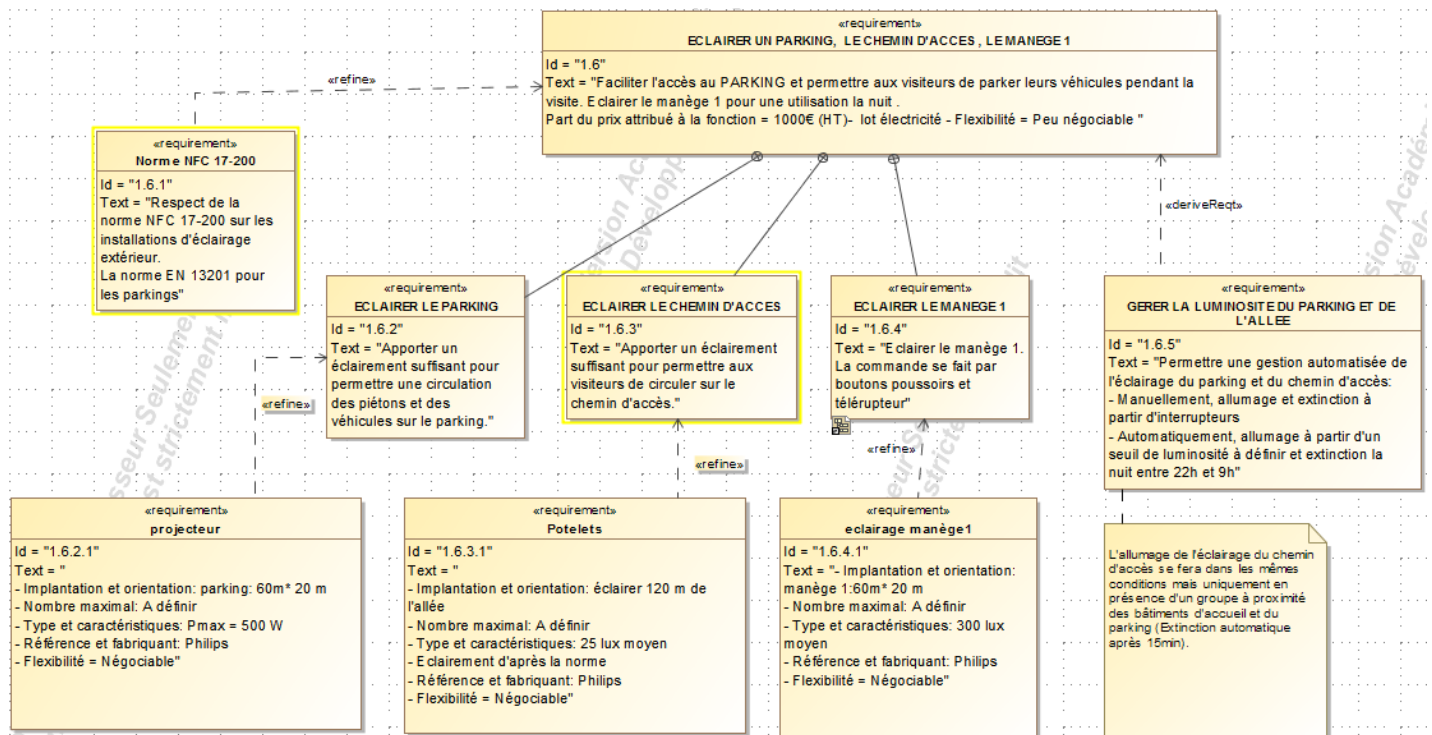 «requirement»
ECLAIRER UN PARKING, LE CHEMIN D'ACCES , LE MANEGE 1
Id = "1.6"
Text = "Faciliter l'accès au PARKING et permettre aux visiteurs de parker leurs véhicules pendant la
visite. Eclairer le manège 1 pour une utilisation la nuit .
Part du prix attribué à la fonction = 1000€ (HT)- lot électricité - Flexibilité = Peu négociable "
«refine»
«requirement»
Norme NFC 17-200
Id = "1.6.1"
Text = "Respect de la
norme NFC 17-200 sur les
installations d'éclairage
extérieur.
La norme EN 13201 pour
les parkings"
«deriveReqt»
«requirement»
ECLAIRER LE PARKING
Id = "1.6.2"
Text = "Apporter un
éclairement suffisant pour
permettre une circulation
des piétons et des
véhicules sur le parking."
«requirement»
ECLAIRER LE CHEMIN D'ACCES
Id = "1.6.3"
Text = "Apporter un éclairement
suffisant pour permettre aux
visiteurs de circuler sur le
chemin d'accès."
«requirement»
ECLAIRER LE MANEGE 1
Id = "1.6.4"
Text = "Eclairer le manège 1.
La commande se fait par
boutons poussoirs et
télérupteur"
«requirement»
GERER LA LUMINOSITE DU PARKING ET DE
L'ALLEE
Id = "1.6.5"
Text = "Permettre une gestion automatisée de
l'éclairage du parking et du chemin d'accès:
- Manuellement, allumage et extinction à
partir d'interrupteurs
- Automatiquement, allumage à partir d'un
seuil de luminosité à définir et extinction la
nuit entre 22h et 9h"
«refine»
«refine»
«refine»
«requirement»
projecteur
Id = "1.6.2.1"
Text = "
- Implantation et orientation: parking: 60m* 20 m
- Nombre maximal: A définir
- Type et caractéristiques: Pmax = 500 W
- Référence et fabriquant: Philips
- Flexibilité = Négociable"
«requirement»
Potelets
Id = "1.6.3.1"
Text = "
- Implantation et orientation: éclairer 120 m de
l'allée
- Nombre maximal: A définir
- Type et caractéristiques: 25 lux moyen
- Eclairement d'après la norme
- Référence et fabriquant: Philips
- Flexibilité = Négociable"
«requirement»
eclairage manège1
Id = "1.6.4.1"
Text = "- Implantation et orientation:
manège 1:60m* 20 m
- Nombre maximal: A définir
- Type et caractéristiques: 300 lux
moyen
- Référence et fabriquant: Philips
- Flexibilité = Négociable"
L'allumage de l'éclairage du chemin
d'accès se fera dans les mêmes
conditions mais uniquement en
présence d'un groupe à proximité
des bâtiments d'accueil et du
parking (Extinction automatique
après 15min).